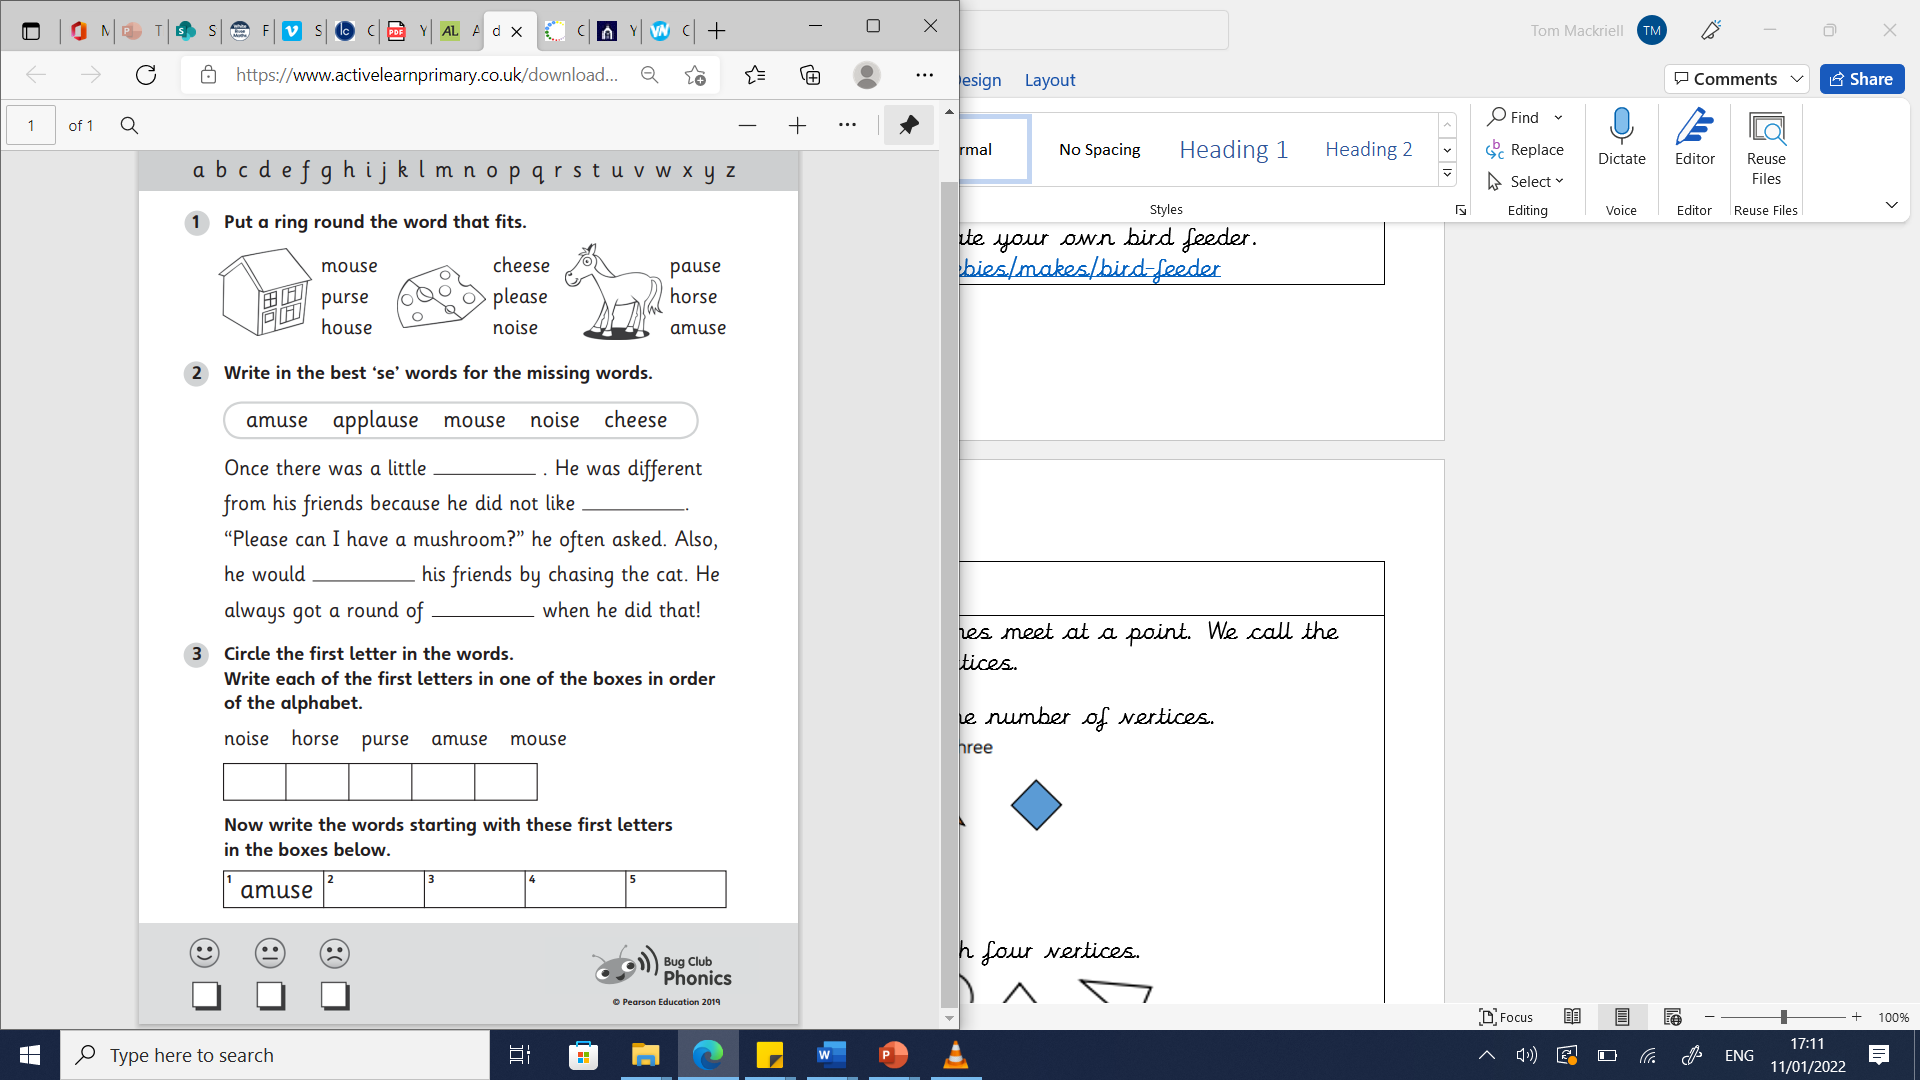 M
T
S
F
S
C
Y
A
d
C
Y
C
https://www.activelearnprimary.co.uk/download...
1
of 1
a b c d e f g h i j k l m n o p q r s t u v w x y z
1 Put a ring round the word that fits.
mouse
purse
house
cheese
please
noise
pause
horse
amuse
2 Write in the best ‘se’ words for the missing words.
amuse applause mouse noise cheese
Once there was a little __________ . He was different
from his friends because he did not like __________.
“Please can I have a mushroom?” he often asked. Also,
he would __________ his friends by chasing the cat. He
always got a round of __________ when he did that!
3 Circle the first letter in the words.
Write each of the first letters in one of the boxes in order
of the alphabet.
noise horse purse amuse mouse
Now write the words starting with these first letters
in the boxes below.
1 amuse 2 3 4 5
Bug Club
Phonics
© Pearson Education 2019
Tom Mackriell TM
Design Layout
Comments Share
rmal
No Spacing
Heading 1
Heading 2
Styles
Find
Replace
Select
Editing
Dictate
Voice
Editor
Editor
Reuse
Files
Reuse Files
ate your own bird feeder.
ebies/makes/bird-feeder
nes meet at a point. We call the
tices.
he number of vertices.
hree
h four vertices.
Focus
100%
Type here to search
ENG
17:11
11/01/2022